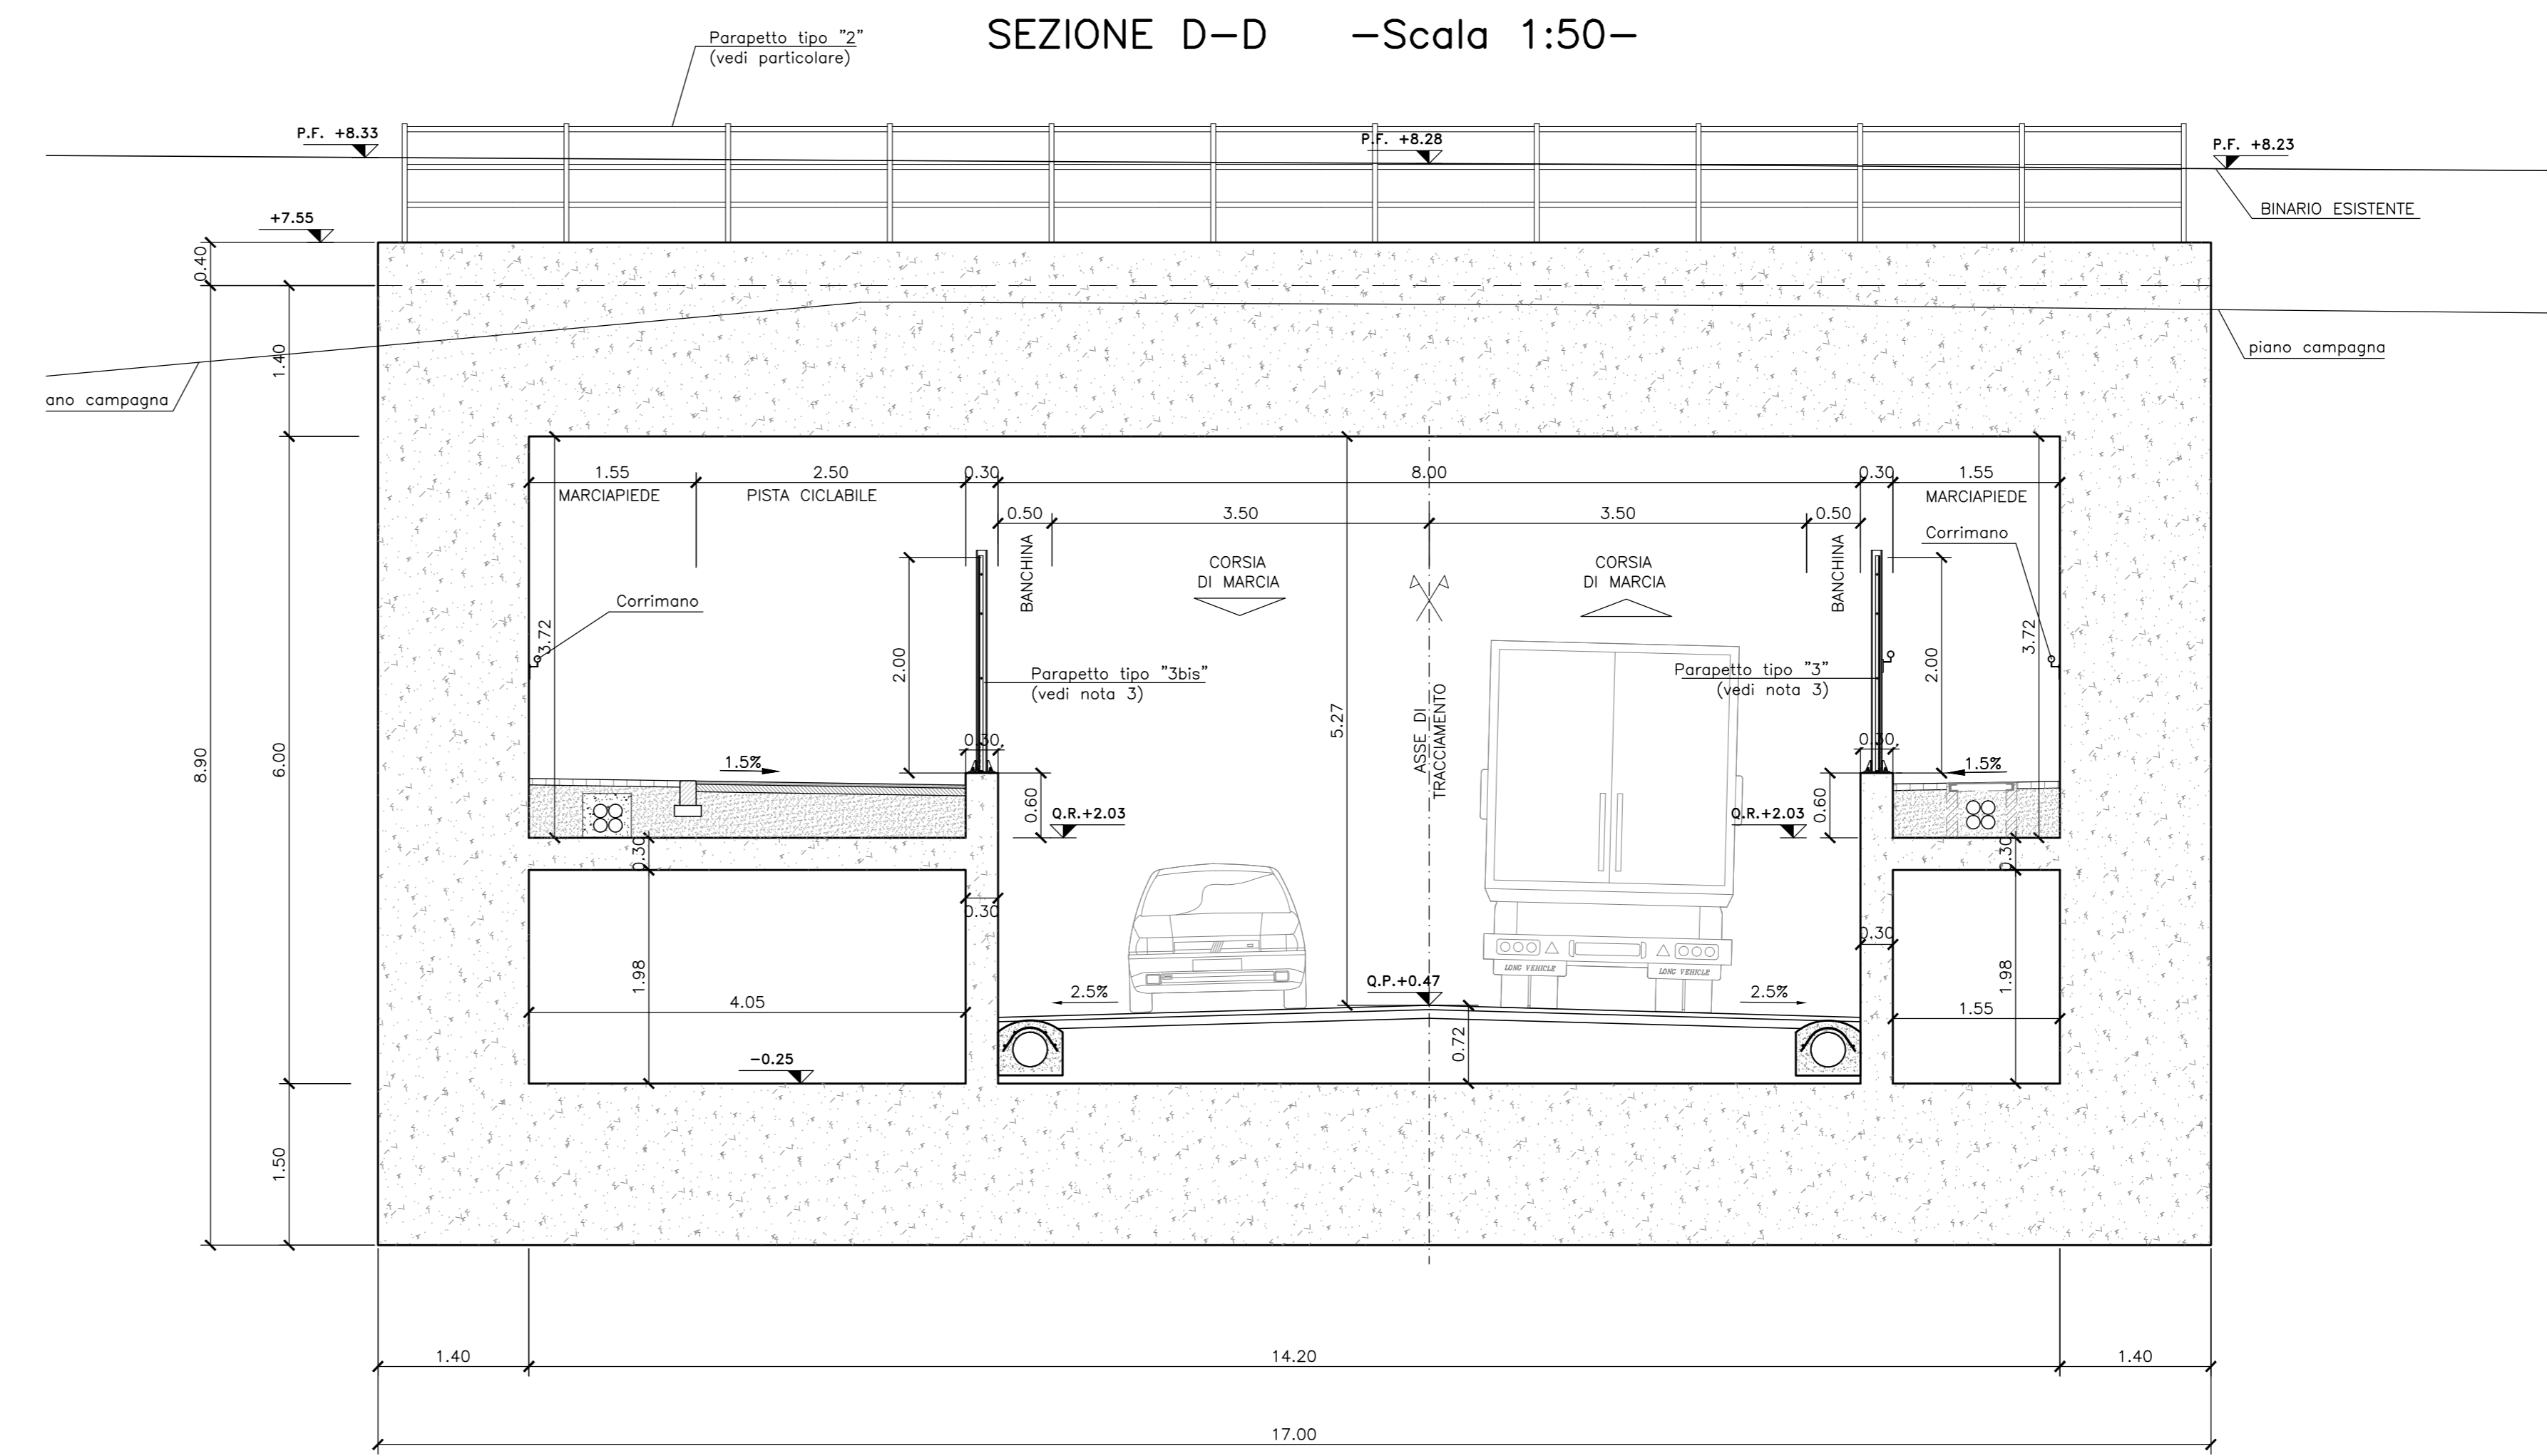 SEZIONE D-D -Scala 1:50-
Parapetto tipo "2"
(vedi particolare)
P.F. +8.33
P.F. +8.28
P.F. +8.23
BINARIO ESISTENTE
+7.55
0.40
1.40
piano campagna
ano campagna
1.55
2.50
0.30
8.00
0.30
1.55
MARCIAPIEDE
PISTA CICLABILE
MARCIAPIEDE
0.50
3.50
3.50
0.50
BANCHINA
CORSIA
DI MARCIA
CORSIA
DI MARCIA
BANCHINA
Corrimano
Corrimano
3.72
2.00
Parapetto tipo "3bis"
(vedi nota 3)
5.27
ASSE DI
TRACCIAMENTO
Parapetto tipo "3"
(vedi nota 3)
2.00
3.72
8.90
6.00
1.5%
0.30
0.60
Q.R.+2.03
0.30
1.5%
0.60
Q.R.+2.03
0.30
0.30
0.30
0.30
1.98
4.05
LONG VEHICLE
LONG VEHICLE
2.5%
Q.P.+0.47
2.5%
1.98
1.55
0.72
-0.25
1.50
1.40
14.20
1.40
17.00